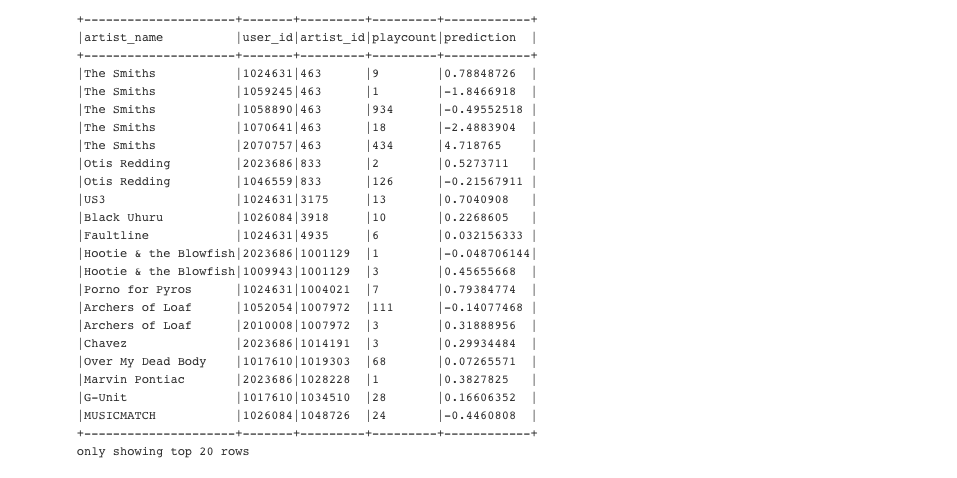 +---------------------+-------+---------+---------+------------+
|artist_name          |user_id|artist_id|playcount|prediction  |
+---------------------+-------+---------+---------+------------+
|The Smiths           |1024631|463      |9        |0.78848726  |
|The Smiths           |1059245|463      |1        |-1.8466918  |
|The Smiths           |1058890|463      |934      |-0.49552518 |
|The Smiths           |1070641|463      |18       |-2.4883904  |
|The Smiths           |2070757|463      |434      |4.718765    |
|Otis Redding         |2023686|833      |2        |0.5273711   |
|Otis Redding         |1046559|833      |126      |-0.21567911 |
|US3                  |1024631|3175     |13       |0.7040908   |
|Black Uhuru          |1026084|3918     |10       |0.2268605   |
|Faultline            |1024631|4935     |6        |0.032156333 |
|Hootie & the Blowfish|2023686|1001129  |1        |-0.048706144|
|Hootie & the Blowfish|1009943|1001129  |3        |0.45655668  |
|Porno for Pyros      |1024631|1004021  |7        |0.79384774  |
|Archers of Loaf      |1052054|1007972  |111      |-0.14077468 |
|Archers of Loaf      |2010008|1007972  |3        |0.31888956  |
|Chavez               |2023686|1014191  |3        |0.29934484  |
|Over My Dead Body    |1017610|1019303  |68       |0.07265571  |
|Marvin Pontiac       |2023686|1028228  |1        |0.3827825   |
|G-Unit               |1017610|1034510  |28       |0.16606352  |
|MUSICMATCH           |1026084|1048726  |24       |-0.4460808  |
+---------------------+-------+---------+---------+------------+
only showing top 20 rows